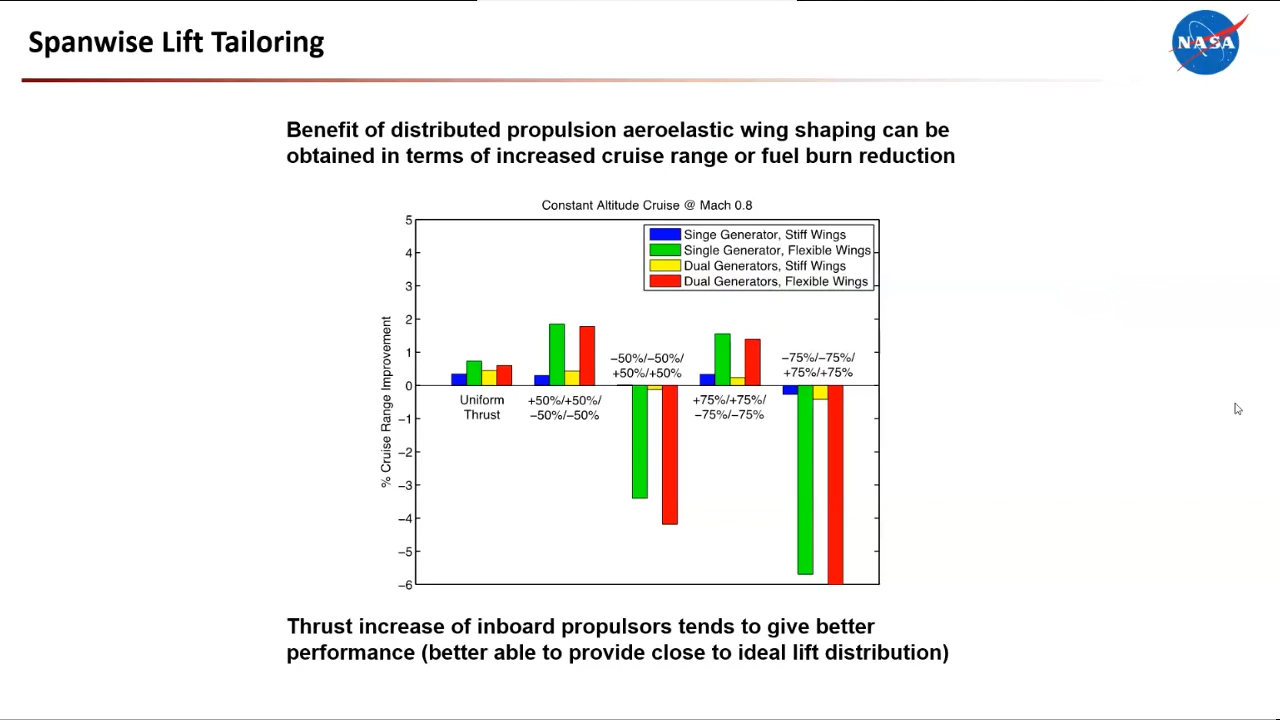 Spanwise Lift Tailoring
NASA
Benefit of distributed propulsion aeroelastic wing shaping can be
obtained in terms of increased cruise range or fuel burn reduction
Constant Altitude Cruise @ Mach 0.8
Singe Generator, Stiff Wings
Single Generator, Flexible Wings
Dual Generators, Stiff Wings
Dual Generators, Flexible Wings
% Cruise Range Improvement
5
4
3
2
1
0
−1
−2
−3
−4
−5
−6
Uniform
Thrust
+50%/+50%/
−50%/−50%
−50%/−50%/
+50%/+50%
+75%/+75%/
−75%/−75%
−75%/−75%/
+75%/+75%
Thrust increase of inboard propulsors tends to give better
performance (better able to provide close to ideal lift distribution)